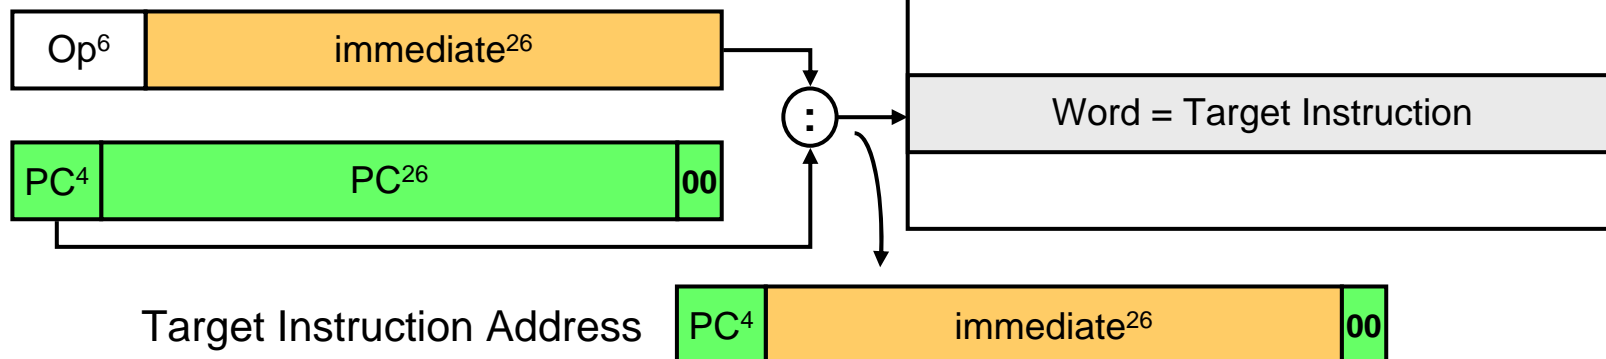 Op⁶ immediate²⁶
:
Word = Target Instruction
PC⁴ PC²⁶ 00
Target Instruction Address PC⁴ immediate²⁶ 00